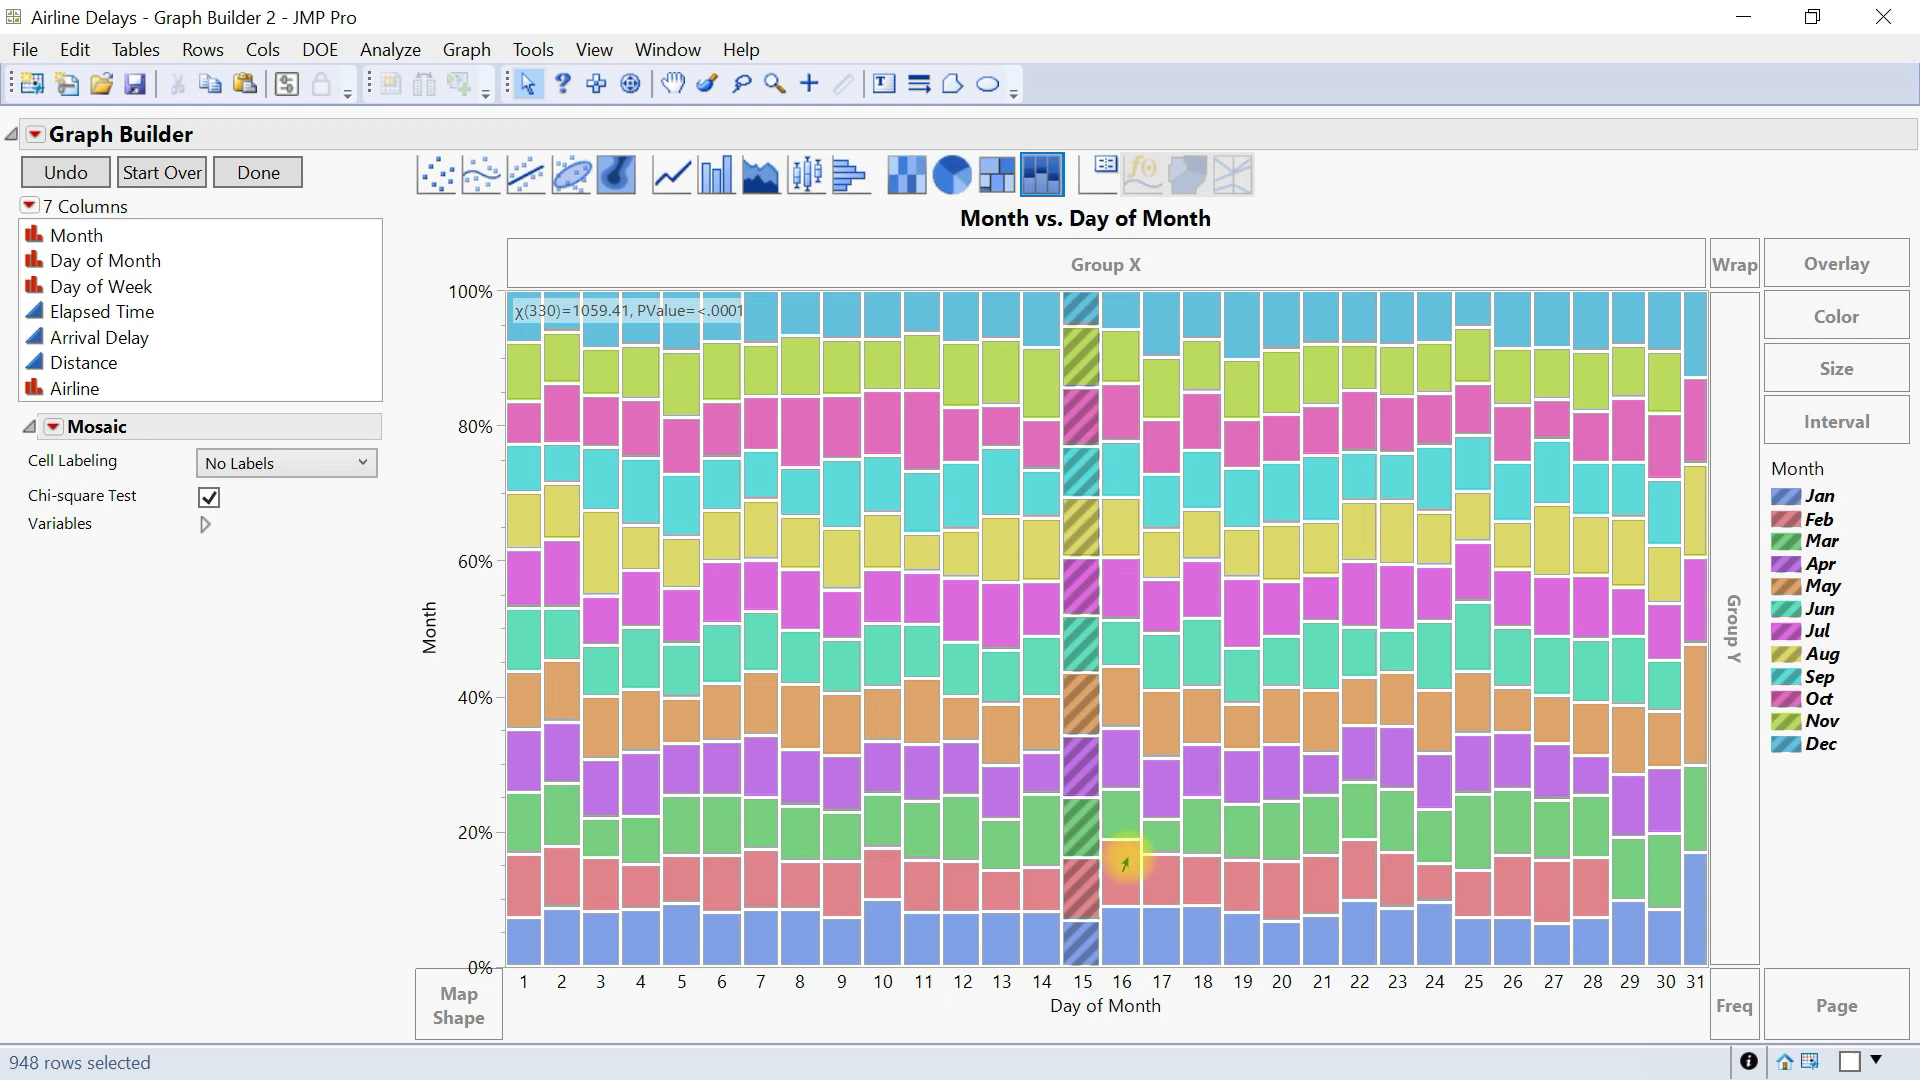 Airline Delays - Graph Builder 2 - JMP Pro
File Edit Tables Rows Cols DOE Analyze Graph Tools View Window Help
Graph Builder
Undo Start Over Done
7 Columns
Month
Day of Month
Day of Week
Elapsed Time
Arrival Delay
Distance
Airline
Mosaic
Cell Labeling No Labels
Chi-square Test
Variables
Month vs. Day of Month
Group X
Wrap
Overlay
Color
Size
Interval
100%
80%
60%
40%
20%
0%
χ(330)=1059.41, PValue=<.0001
Month
Group Y
Month
Jan
Feb
Mar
Apr
May
Jun
Jul
Aug
Sep
Oct
Nov
Dec
1 2 3 4 5 6 7 8 9 10 11 12 13 14 15 16 17 18 19 20 21 22 23 24 25 26 27 28 29 30 31
Day of Month
Map
Shape
Freq
Page
948 rows selected